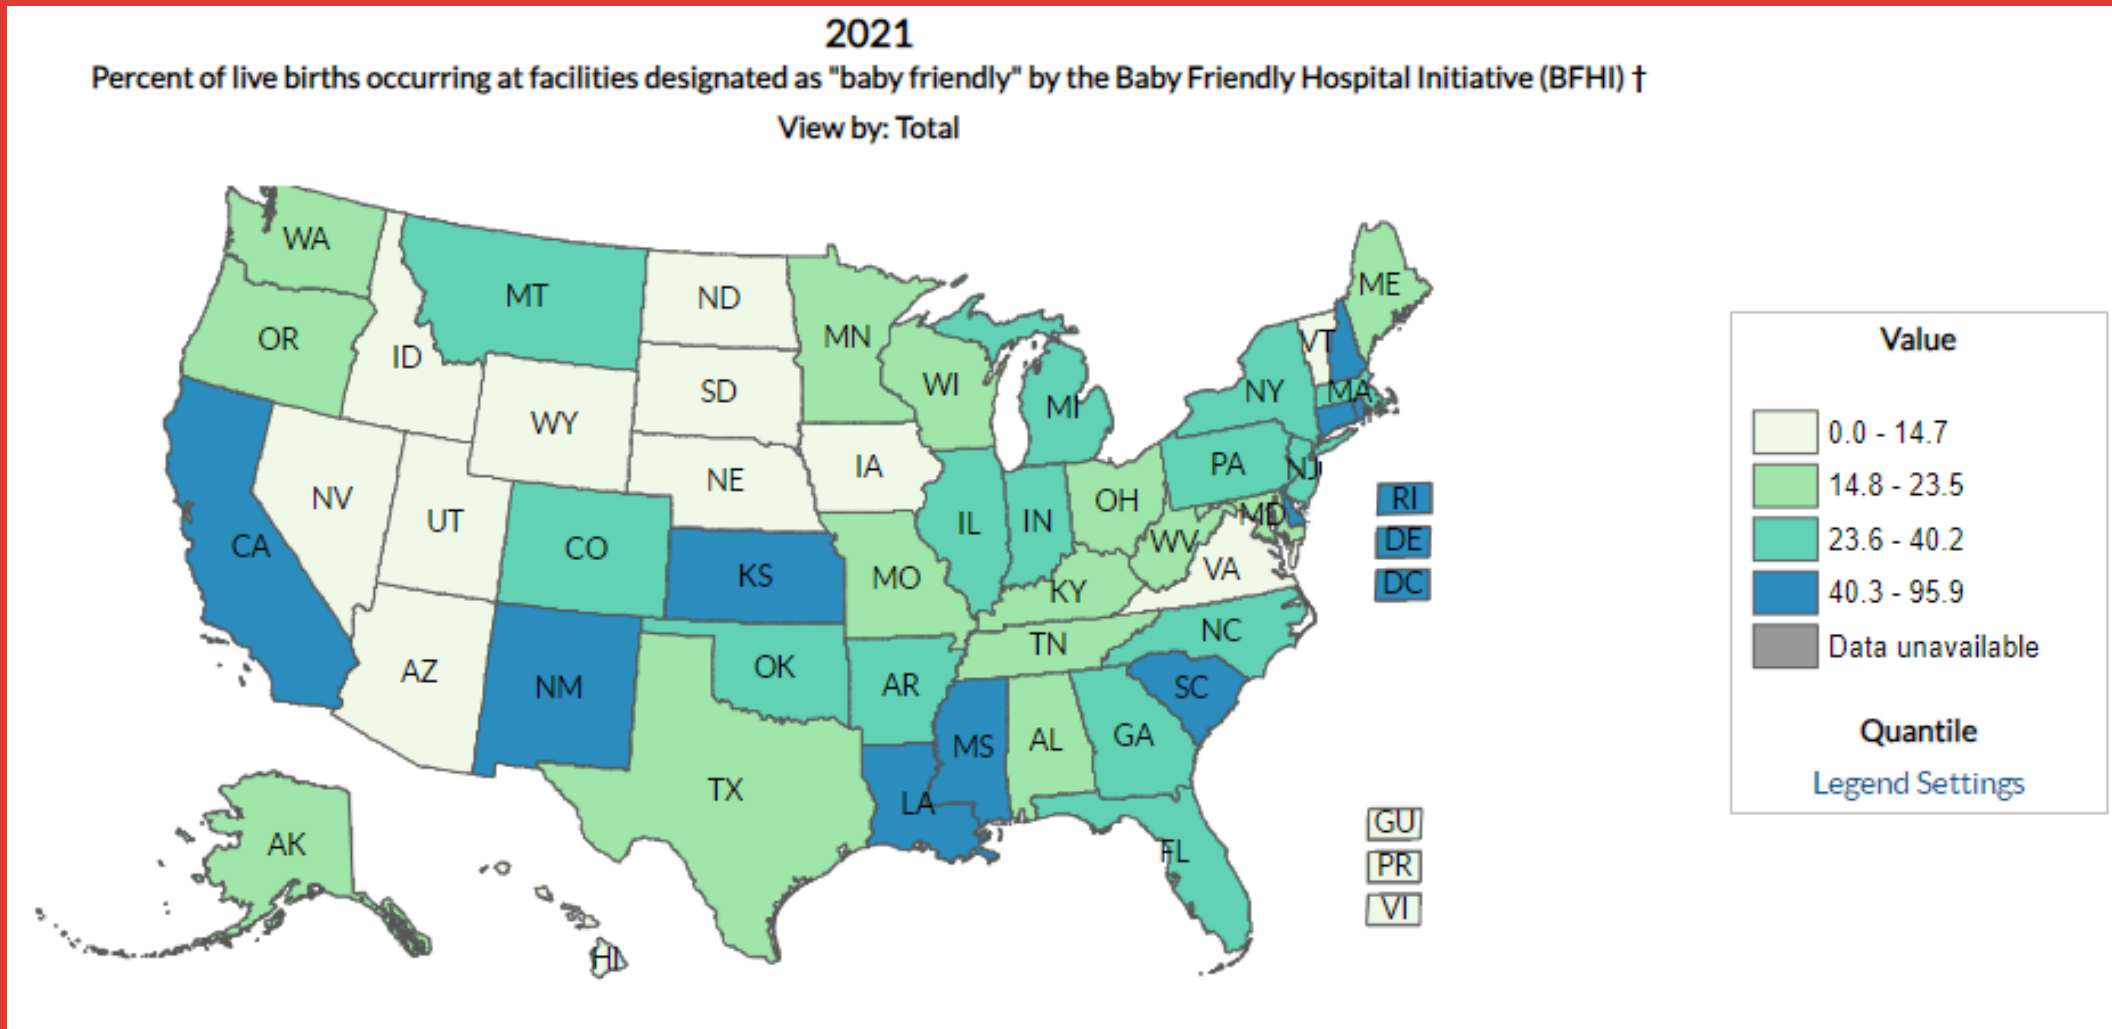 2021
Percent of live births occurring at facilities designated as "baby friendly" by the Baby Friendly Hospital Initiative (BFHI) †
View by: Total
WA
MT
ND
MN
ME
OR
ID
SD
WI
VT
WY
MI
NY
MA
NE
IA
PA
NJ
NV
UT
CO
IL
IN
OH
MD
RI
CA
KS
MO
WV
VA
DE
KY
DC
AZ
NM
OK
AR
TN
NC
SC
TX
MS
AL
GA
LA
FL
AK
HI
GU
PR
VI
Value
0.0 - 14.7
14.8 - 23.5
23.6 - 40.2
40.3 - 95.9
Data unavailable
Quantile
Legend Settings